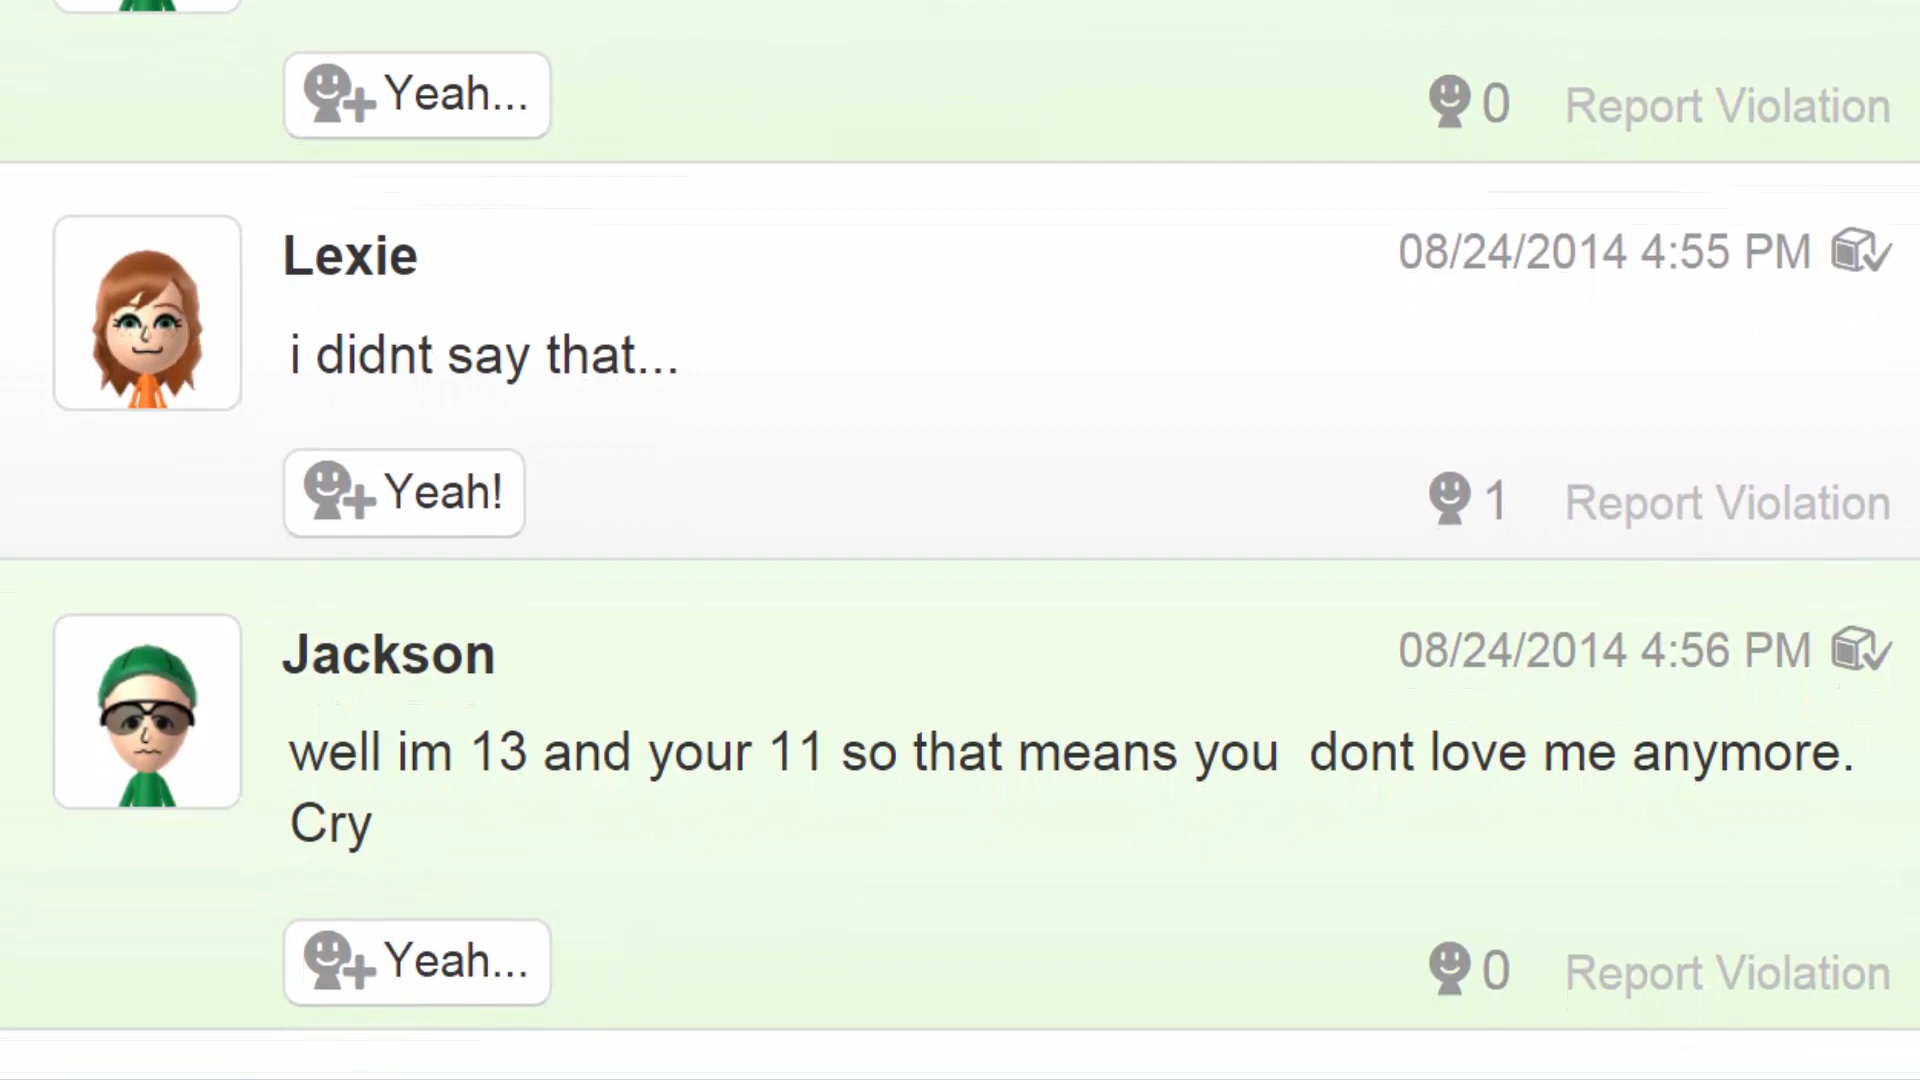 Yeah...
0 Report Violation
Lexie
08/24/2014 4:55 PM
i didnt say that...
Yeah!
1 Report Violation
Jackson
08/24/2014 4:56 PM
well im 13 and your 11 so that means you  dont love me anymore.
Cry
Yeah...
0 Report Violation